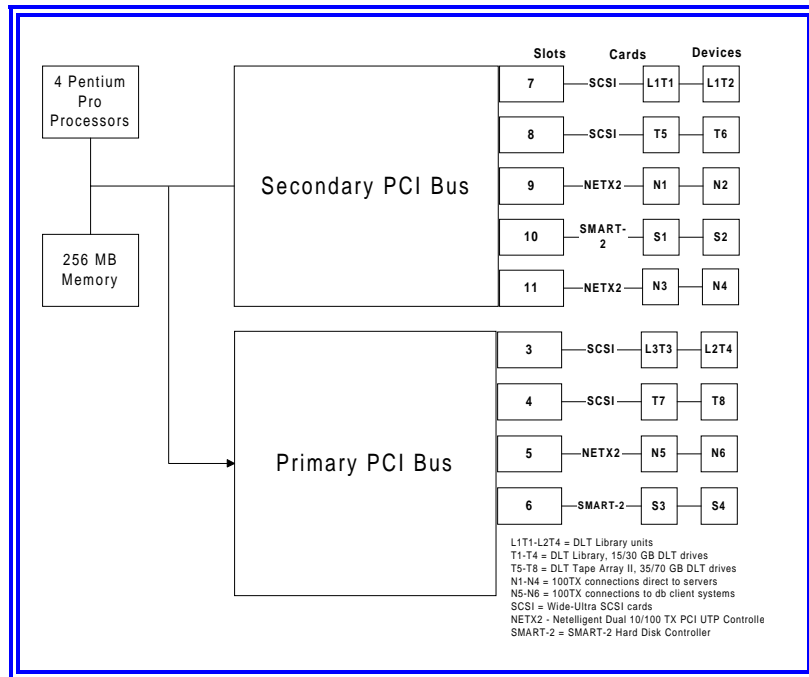 Slots Cards Devices
4 Pentium
Pro
Processors
256 MB
Memory
Secondary PCI Bus
7 SCSI L1T1 L1T2
8 SCSI T5 T6
9 NETX2 N1 N2
10 SMART-
2 S1 S2
11 NETX2 N3 N4
Primary PCI Bus
3 SCSI L3T3 L2T4
4 SCSI T7 T8
5 NETX2 N5 N6
6 SMART-2 S3 S4
L1T1-L2T4 = DLT Library units
T1-T4 = DLT Library, 15/30 GB DLT drives
T5-T8 = DLT Tape Array II, 35/70 GB DLT drives
N1-N4 = 100TX connections direct to servers
N5-N6 = 100TX connections to db client systems
SCSI = Wide-Ultra SCSI cards
NETX2 - Netelligent Dual 10/100 TX PCI UTP Controlle
SMART-2 = SMART-2 Hard Disk Controller